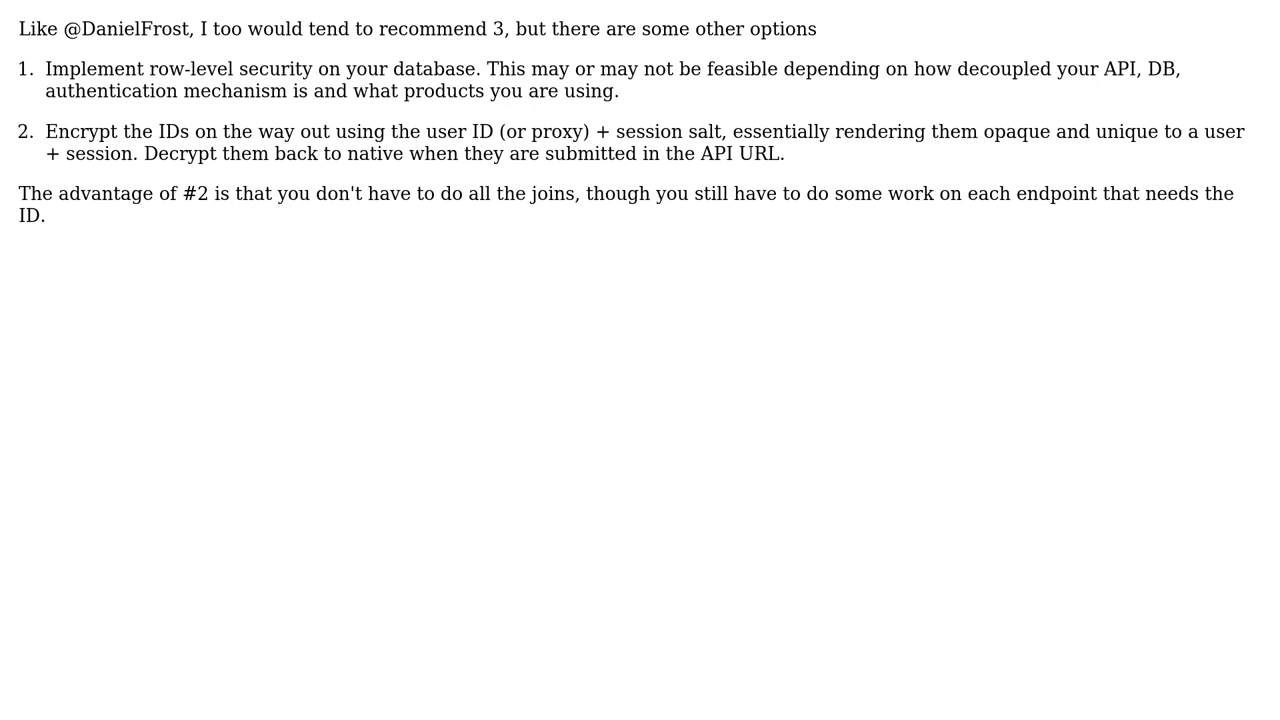 Like @DanielFrost, I too would tend to recommend 3, but there are some other options
1. Implement row-level security on your database. This may or may not be feasible depending on how decoupled your API, DB,
authentication mechanism is and what products you are using.
2. Encrypt the IDs on the way out using the user ID (or proxy) + session salt, essentially rendering them opaque and unique to a user
+ session. Decrypt them back to native when they are submitted in the API URL.
The advantage of #2 is that you don't have to do all the joins, though you still have to do some work on each endpoint that needs the
ID.